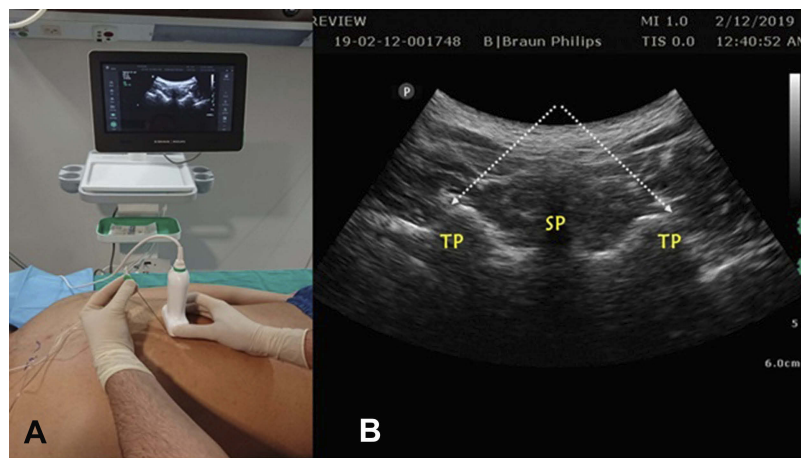 REVIEW
MI 1.0 2/12/2019
19-02-12-001748 B|Braun Philips TIS 0.0 12:40:52 AM
P
SP
TP TP
5
6.0cm
A B